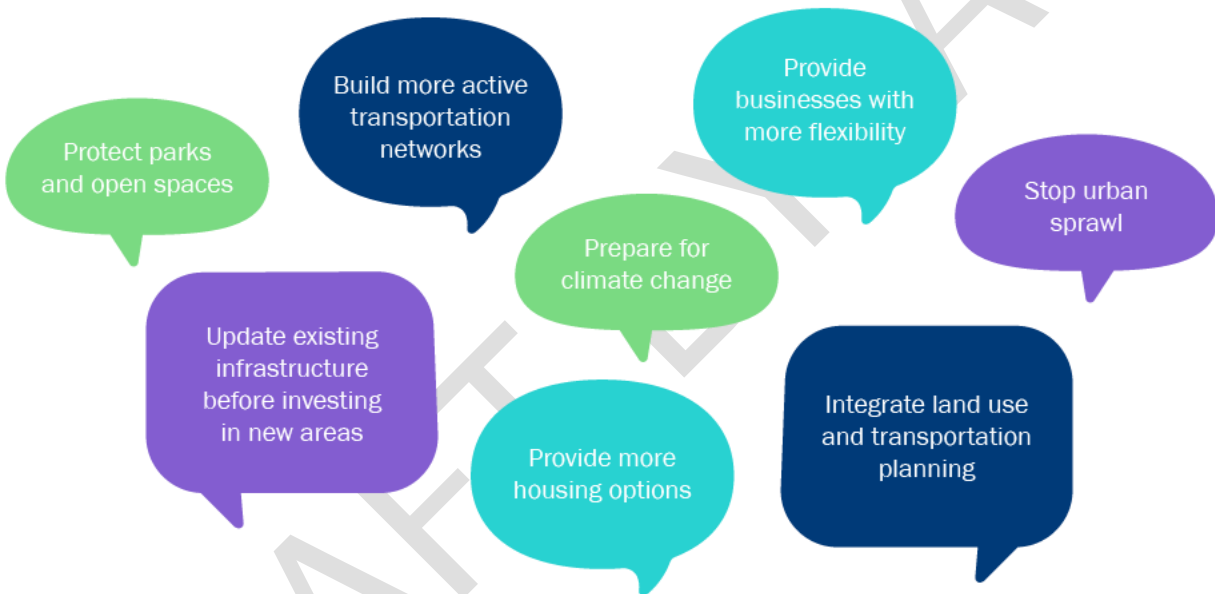 Build more active
transportation
networks
Provide
businesses with
more flexibility
Protect parks
and open spaces
Stop urban
sprawl
Prepare for
climate change
Update existing
infrastructure
before investing
in new areas
Integrate land use
and transportation
planning
Provide more
housing options